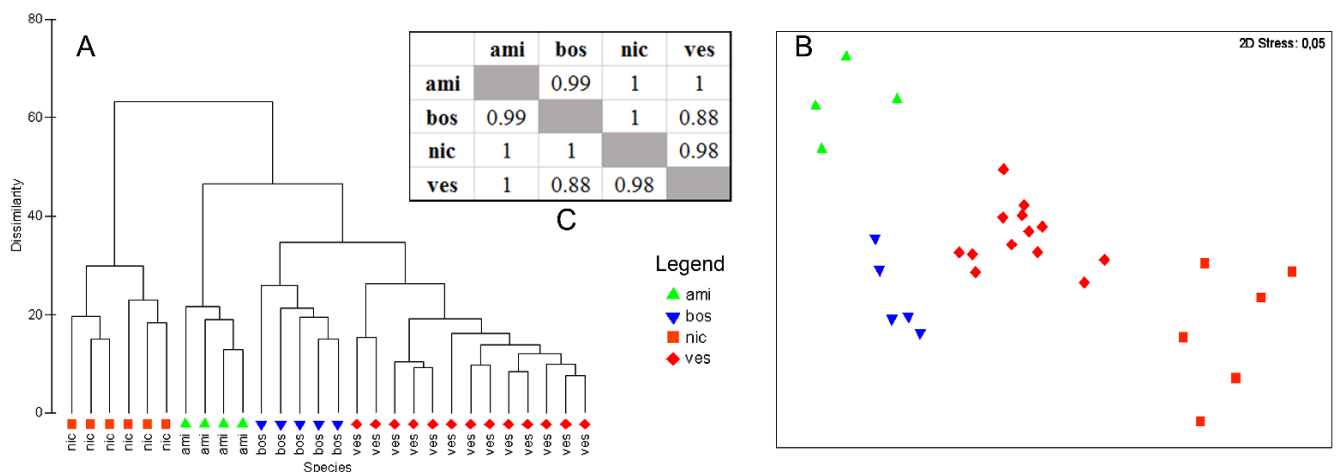 A
80
60
40
20
0
Dissimilarity
nic nic nic nic nic nic ami ami ami ami bos bos bos bos bos ves ves ves ves ves ves ves ves ves ves ves ves ves
Species
ami bos nic ves
ami 0.99 1 1
bos 0.99 1 0.88
nic 1 1 0.98
ves 1 0.88 0.98
C
Legend
ami
bos
nic
ves
B
2D Stress: 0,05